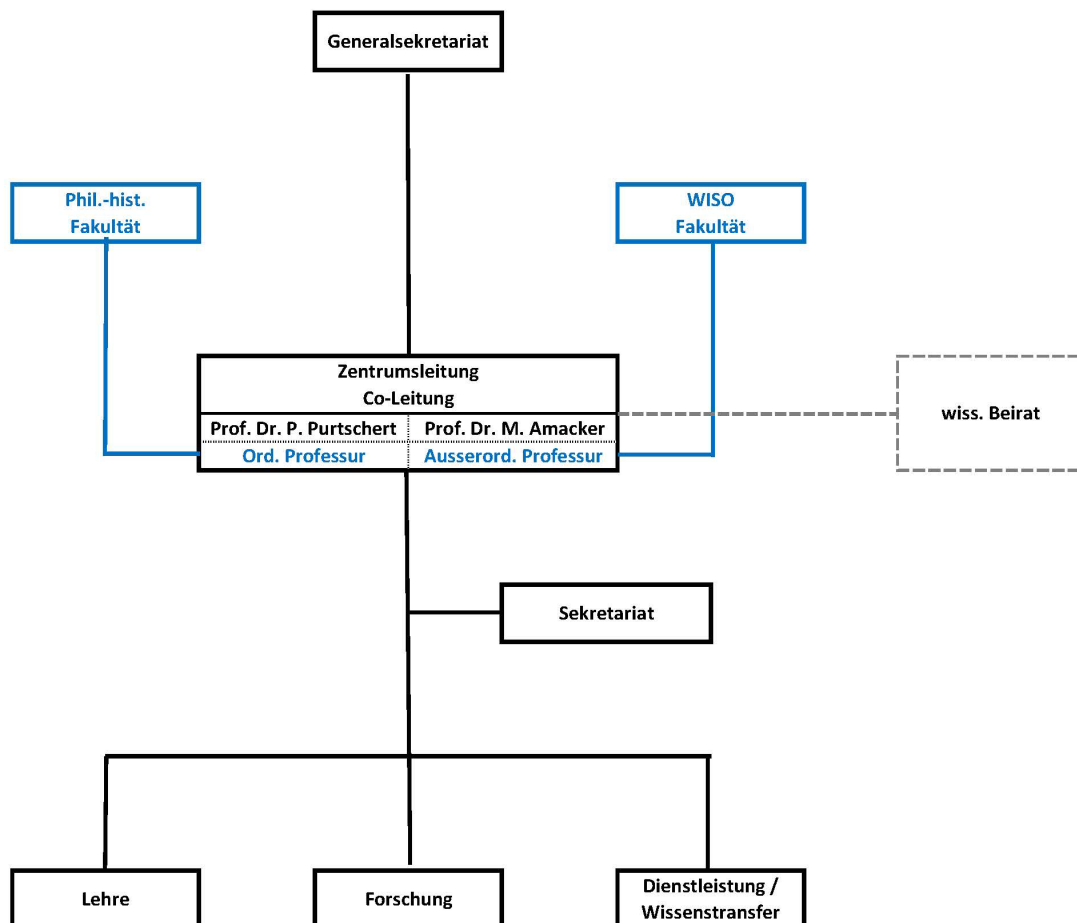 Generalsekretariat
Phil.-hist.
Fakultät
WISO
Fakultät
Zentrumsleitung
Co-Leitung
Prof. Dr. P. Purtschert
Prof. Dr. M. Amacker
Ord. Professur
Ausserord. Professur
wiss. Beirat
Sekretariat
Lehre
Forschung
Dienstleistung /
Wissenstransfer